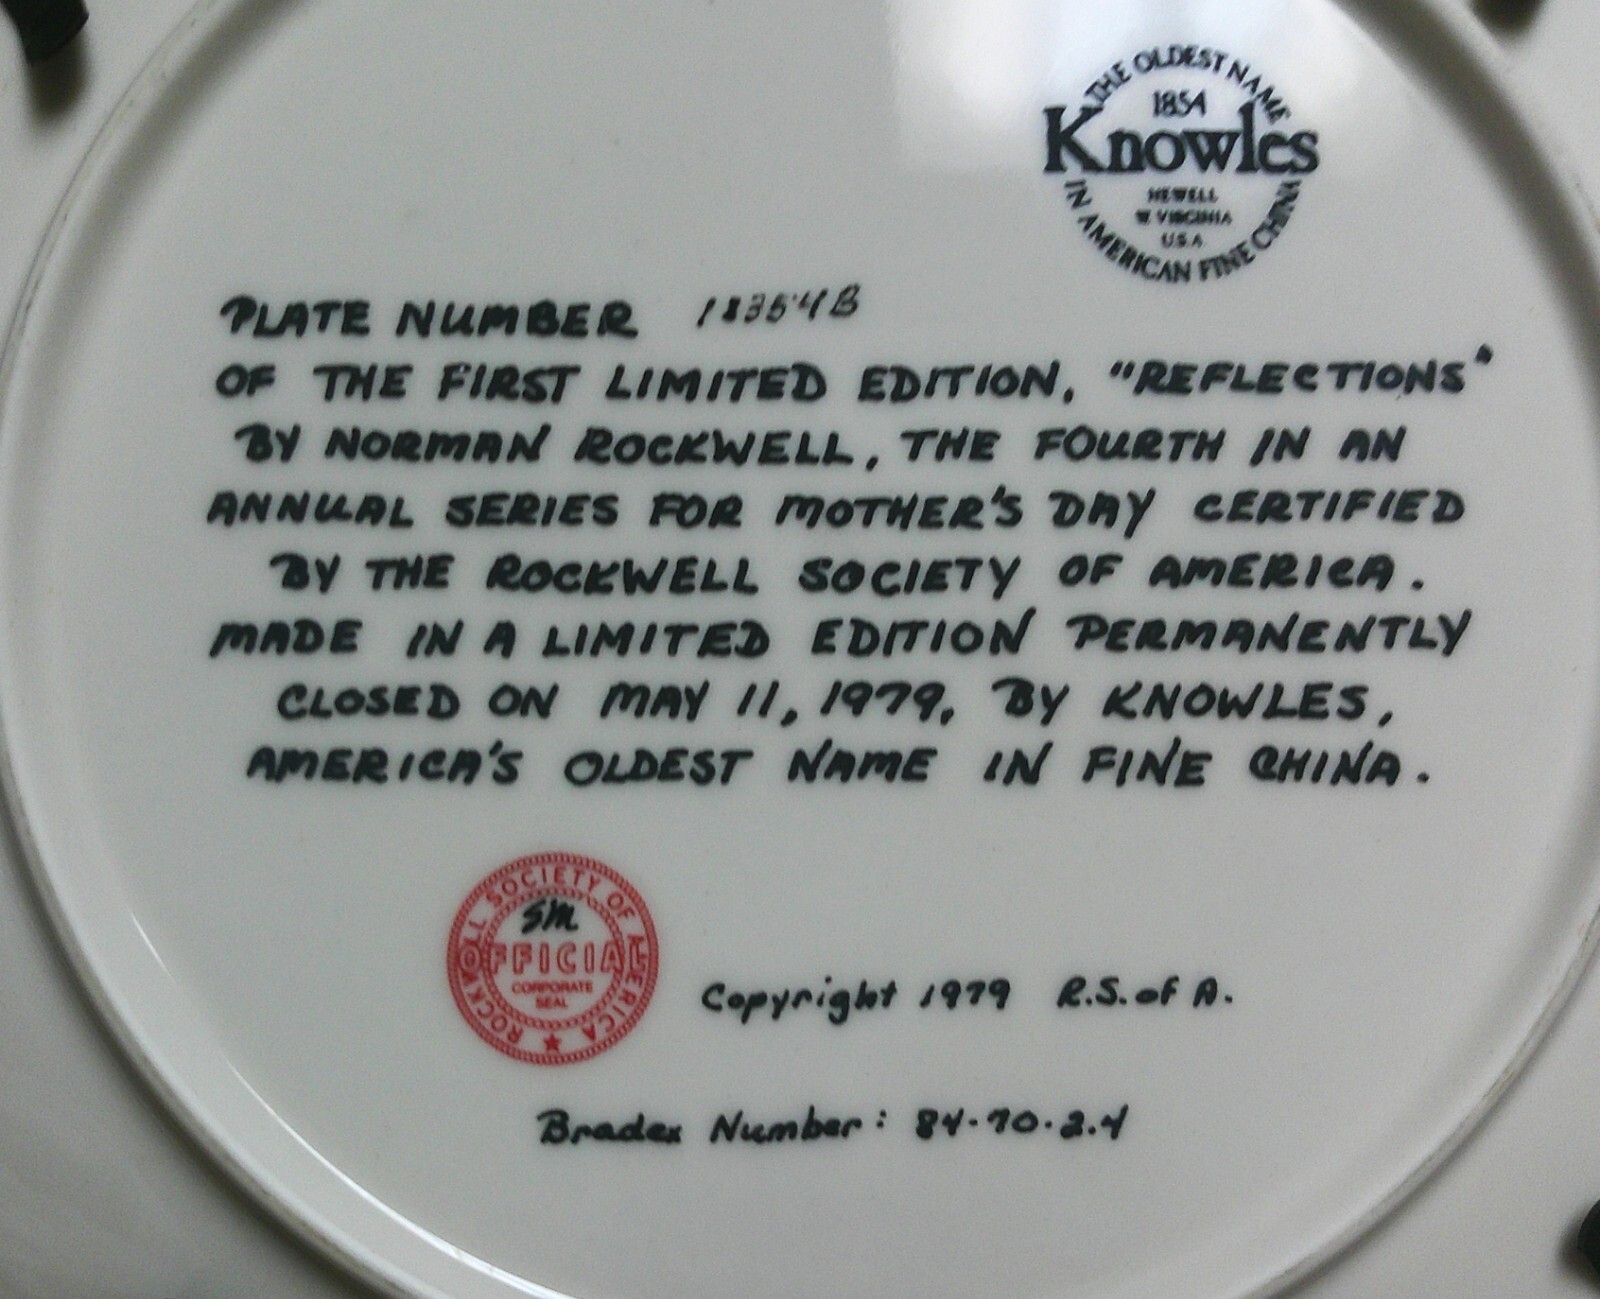 THE OLDEST NAME
1854
Knowles
NEWELL
W. VIRGINIA
U.S.A.
IN AMERICAN FINE CHINA
PLATE NUMBER 18354B
OF THE FIRST LIMITED EDITION, "REFLECTIONS"
BY NORMAN ROCKWELL, THE FOURTH IN AN
ANNUAL SERIES FOR MOTHER'S DAY CERTIFIED
BY THE ROCKWELL SOCIETY OF AMERICA.
MADE IN A LIMITED EDITION PERMANENTLY
CLOSED ON MAY 11, 1979, BY KNOWLES,
AMERICA'S OLDEST NAME IN FINE CHINA.
ROCKWELL SOCIETY OF AMERICA
SM
OFFICIAL
CORPORATE
SEAL
Copyright 1979 R.S. of A.
Bradex Number: 84-70-2.4